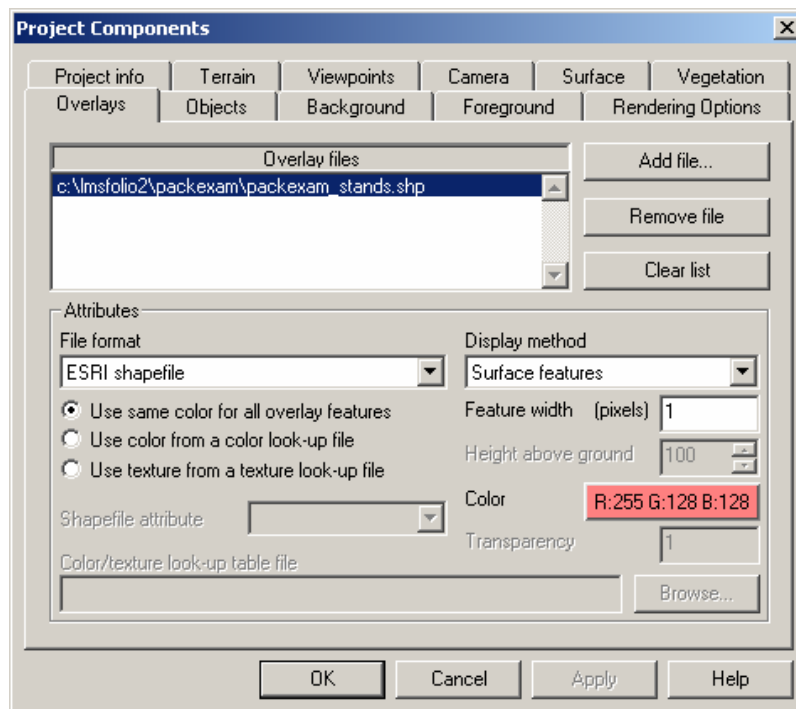 Project Components
Project info Terrain Viewpoints Camera Surface Vegetation
Overlays Objects Background Foreground Rendering Options
Overlay files
c:\lmsfolio2\packexam\packexam_stands.shp
Add file...
Remove file
Clear list
Attributes
File format
ESRI shapefile
Use same color for all overlay features
Use color from a color look-up file
Use texture from a texture look-up file
Shapefile attribute
Display method
Surface features
Feature width (pixels) 1
Height above ground 100
Color R:255 G:128 B:128
Transparency 1
Color/texture look-up table file
Browse...
OK Cancel Apply Help